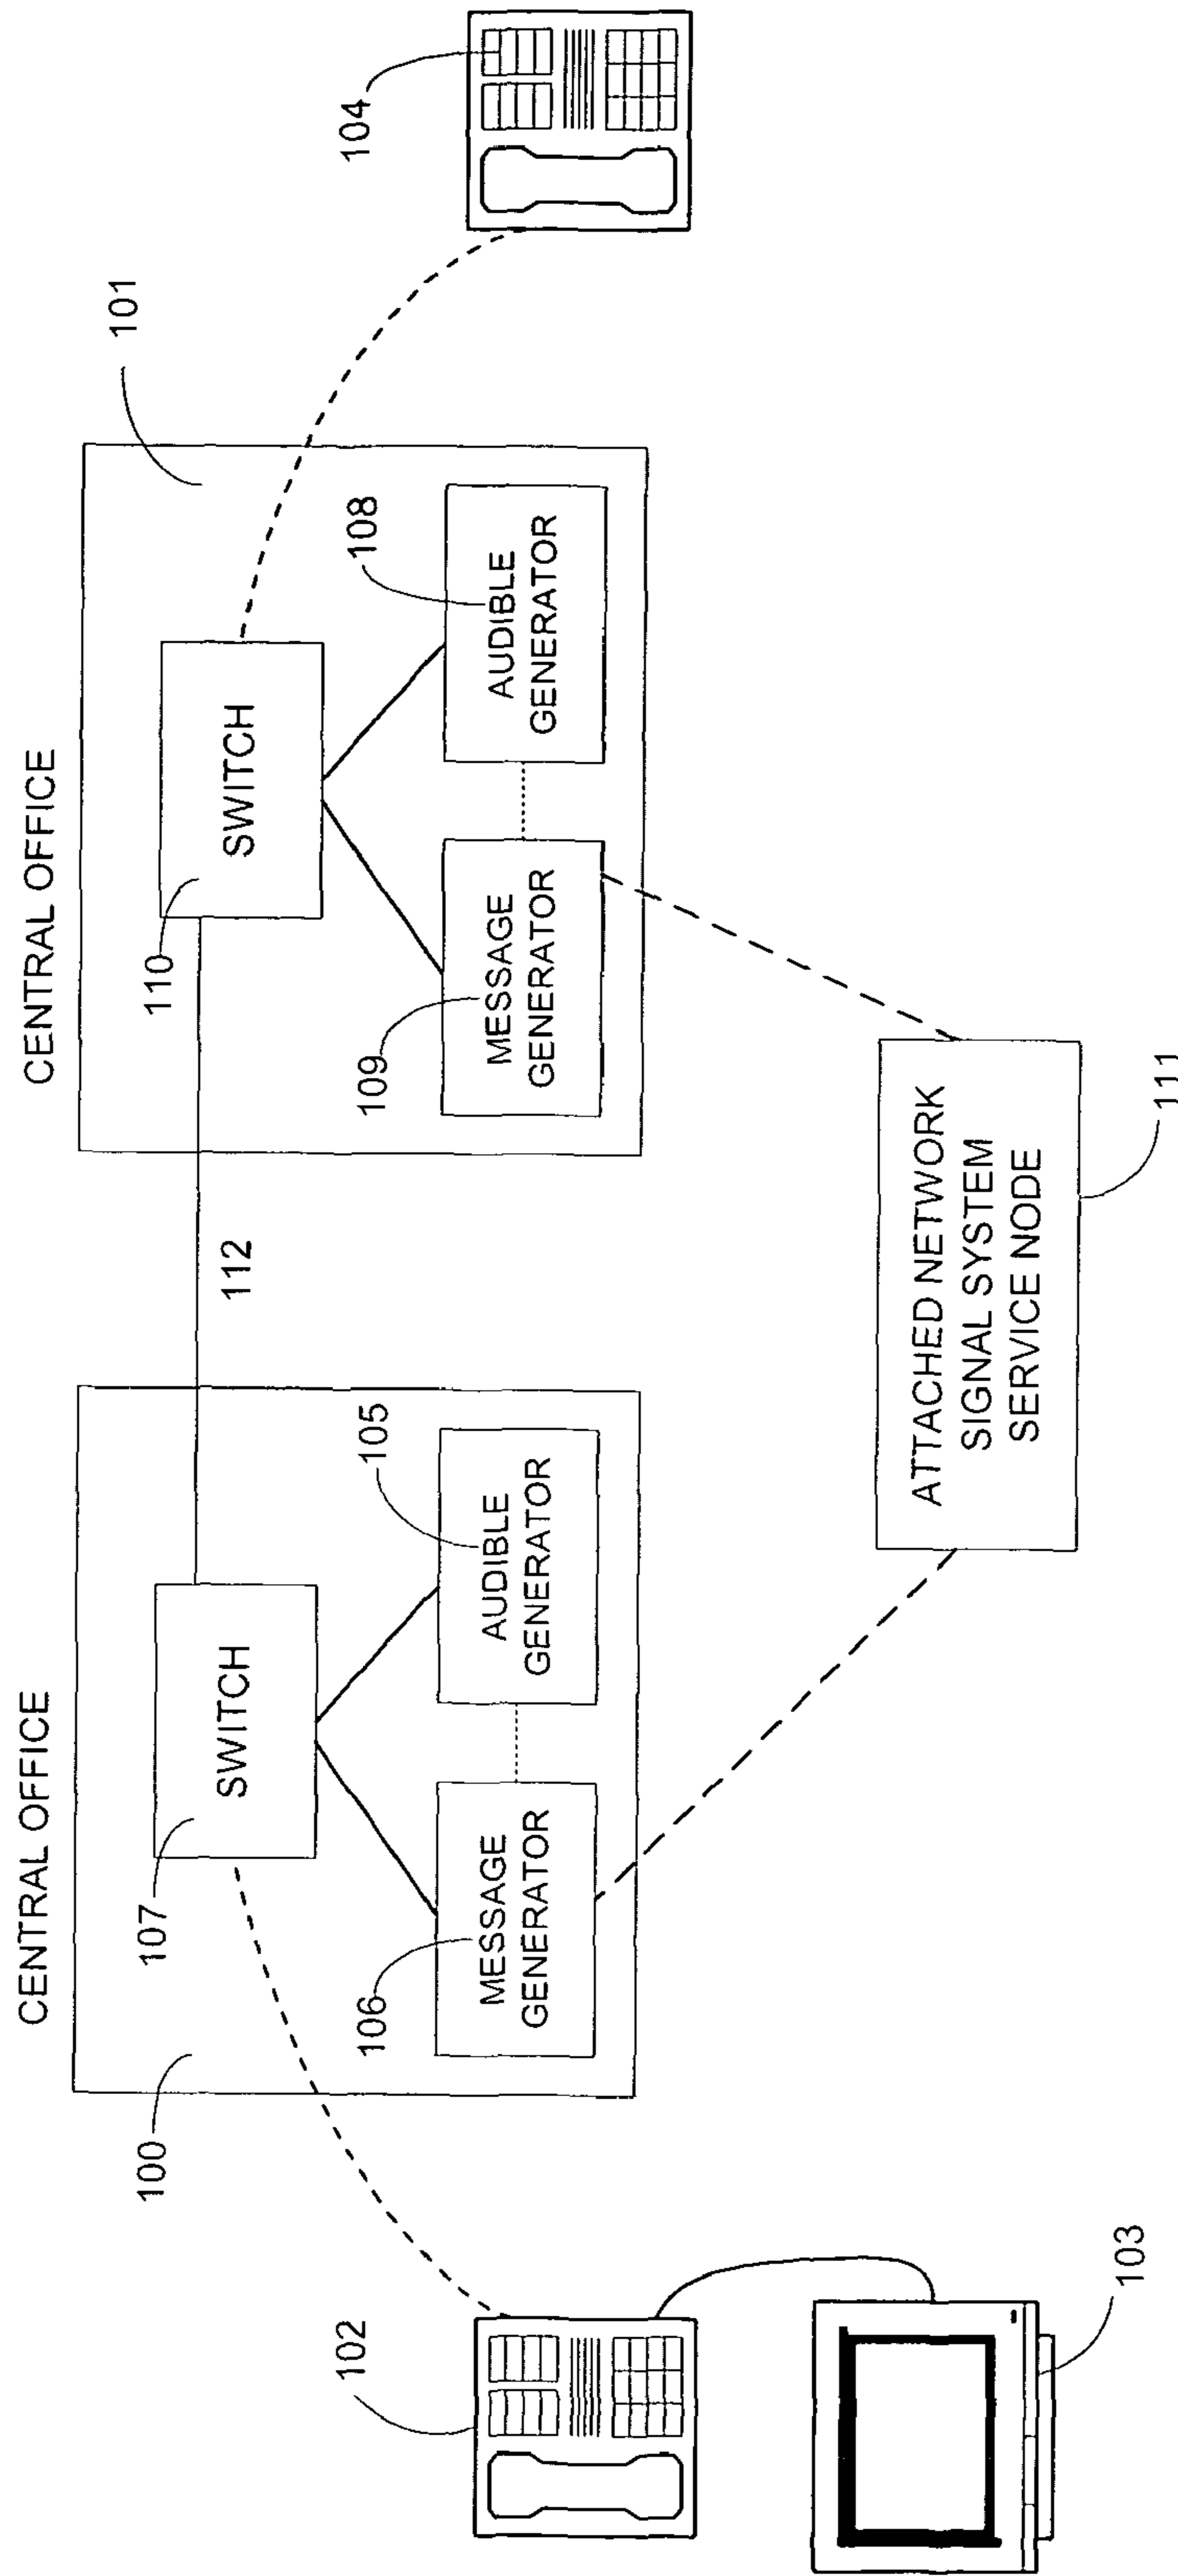 CENTRAL OFFICE
CENTRAL OFFICE
100
107
SWITCH
112
110
SWITCH
101
104
102
106
MESSAGE
GENERATOR
105
AUDIBLE
GENERATOR
109
MESSAGE
GENERATOR
108
AUDIBLE
GENERATOR
103
ATTACHED NETWORK
SIGNAL SYSTEM
SERVICE NODE
111